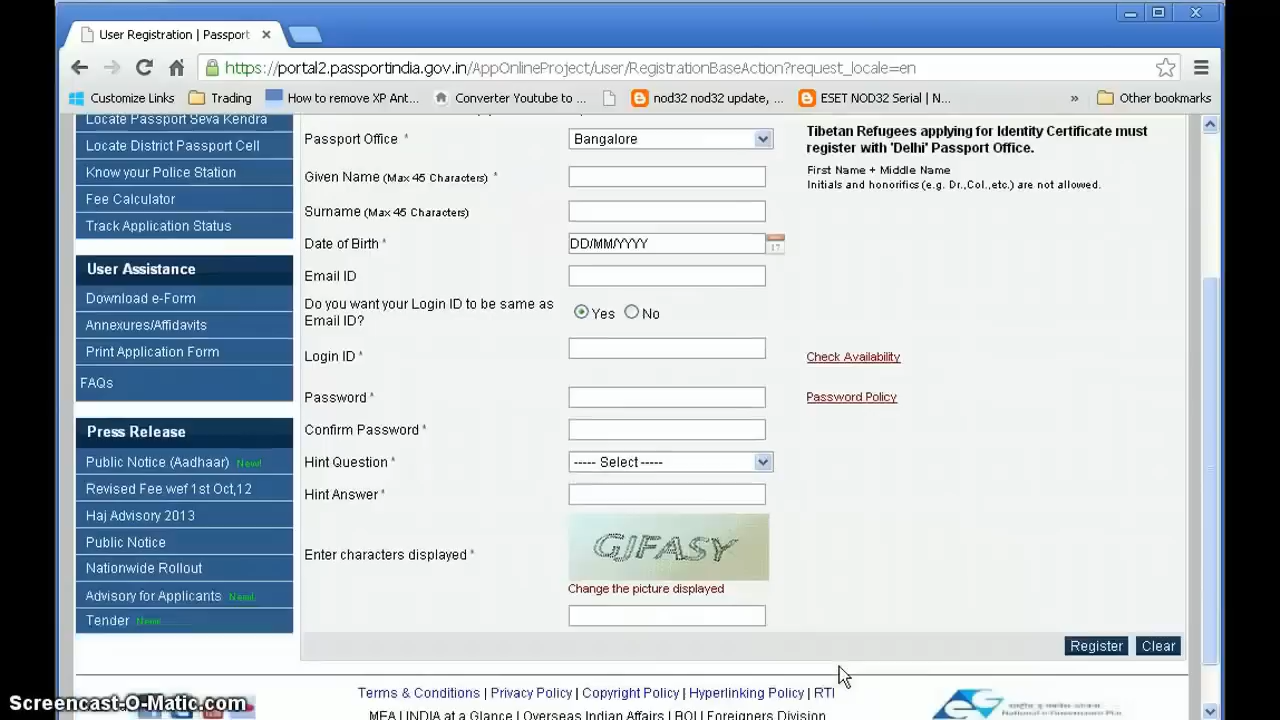 User Registration | Passport
https://portal2.passportindia.gov.in/AppOnlineProject/user/RegistrationBaseAction?request_locale=en
Customize Links Trading How to remove XP Ant... Converter Youtube to ... nod32 nod32 update, ... ESET NOD32 Serial | N... » Other bookmarks
Locate Passport Seva Kendra
Locate District Passport Cell
Know your Police Station
Fee Calculator
Track Application Status
User Assistance
Download e-Form
Annexures/Affidavits
Print Application Form
FAQs
Press Release
Public Notice (Aadhaar) New!
Revised Fee wef 1st Oct,12
Haj Advisory 2013
Public Notice
Nationwide Rollout
Advisory for Applicants New!
Tender New
Passport Office * Bangalore
Tibetan Refugees applying for Identity Certificate must
register with 'Delhi' Passport Office.
Given Name (Max 45 Characters) *
First Name + Middle Name
Initials and honorifics (e.g. Dr.,Col.,etc.) are not allowed.
Surname (Max 45 Characters)
Date of Birth * DD/MM/YYYY 17
Email ID
Do you want your Login ID to be same as
Email ID? Yes No
Login ID * Check Availability
Password * Password Policy
Confirm Password *
Hint Question * ----- Select -----
Hint Answer *
Enter characters displayed * GJFASY
Change the picture displayed
Register Clear
Terms & Conditions | Privacy Policy | Copyright Policy | Hyperlinking Policy | RTI
Screencast-O-Matic.com